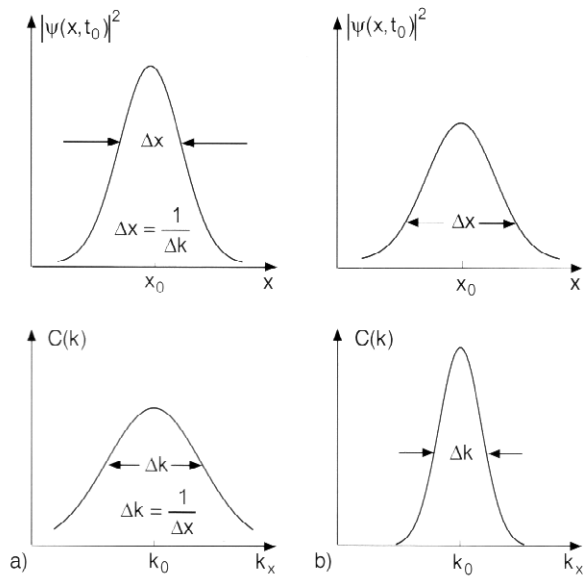 |ψ(x,t₀)|²
Δx
Δx = 1/Δk
x₀
x
|ψ(x,t₀)|²
Δx
x₀
x
C(k)
Δk
Δk = 1/Δx
a)
k₀
kₓ
C(k)
Δk
b)
k₀
kₓ